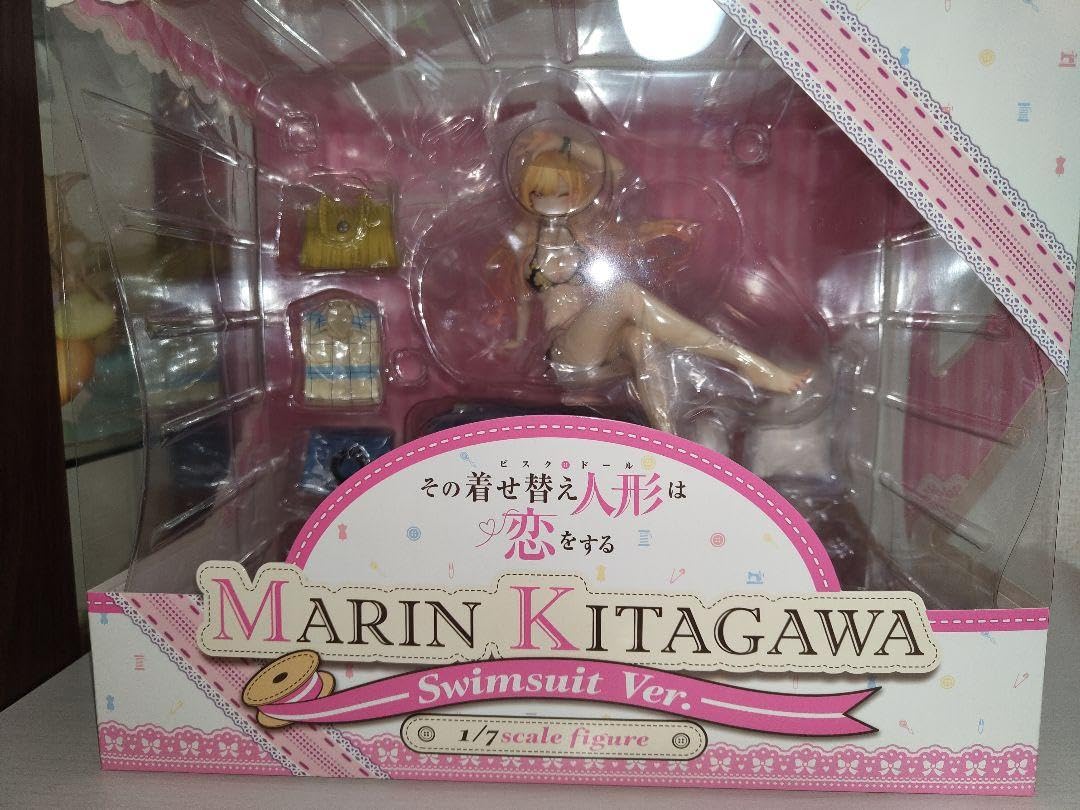 ビスク・ドール
その着せ替え人形は
恋をする
MARIN KITAGAWA
Swimsuit Ver.
1/7 scale figure